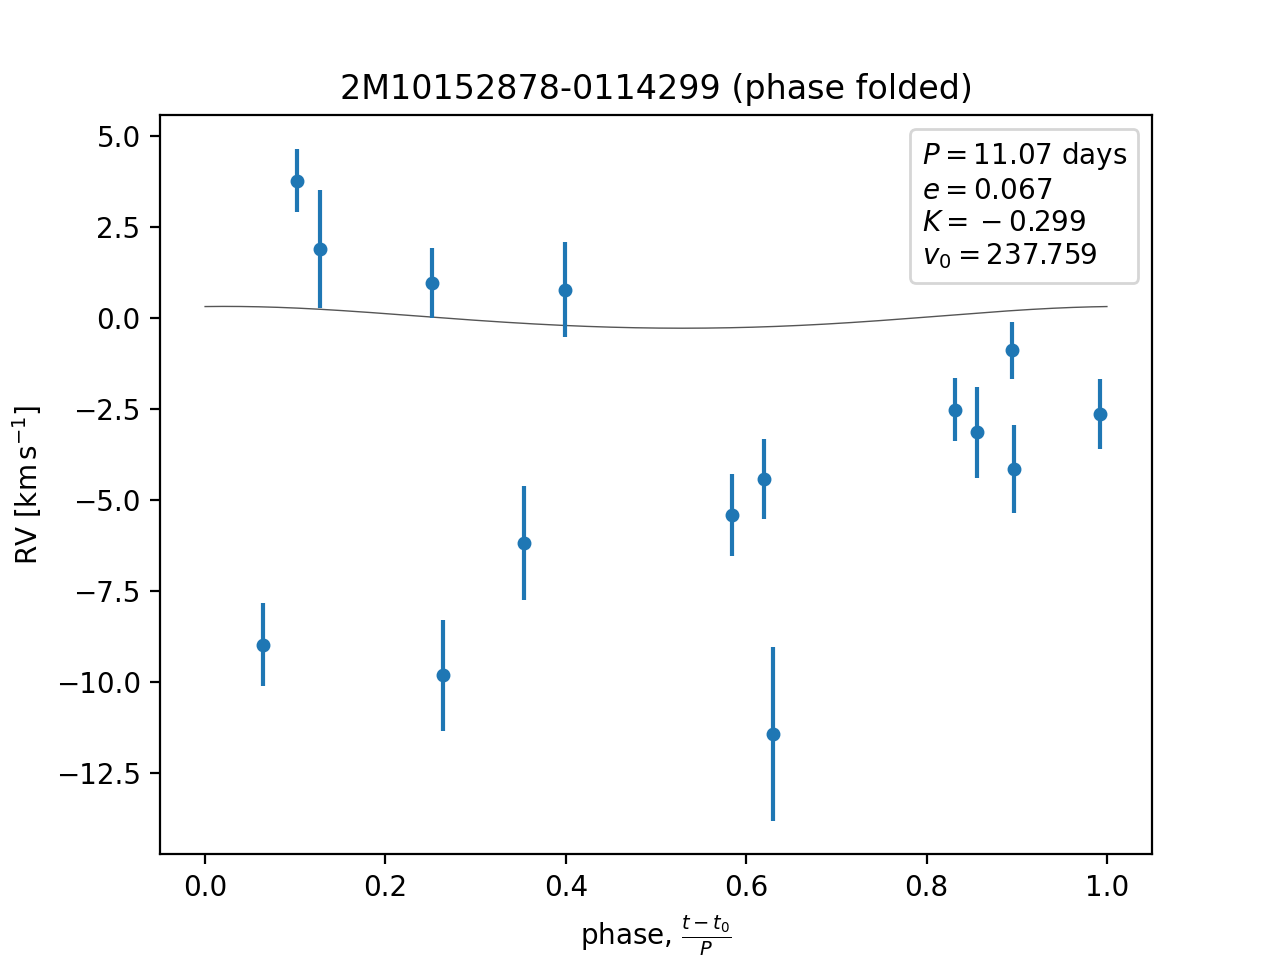 2M10152878-0114299 (phase folded)
P = 11.07 days
e = 0.067
K = −0.299
v₀ = 237.759
RV [km s⁻¹]
5.0
2.5
0.0
−2.5
−5.0
−7.5
−10.0
−12.5
0.0 0.2 0.4 0.6 0.8 1.0
phase, (t − t₀)/P